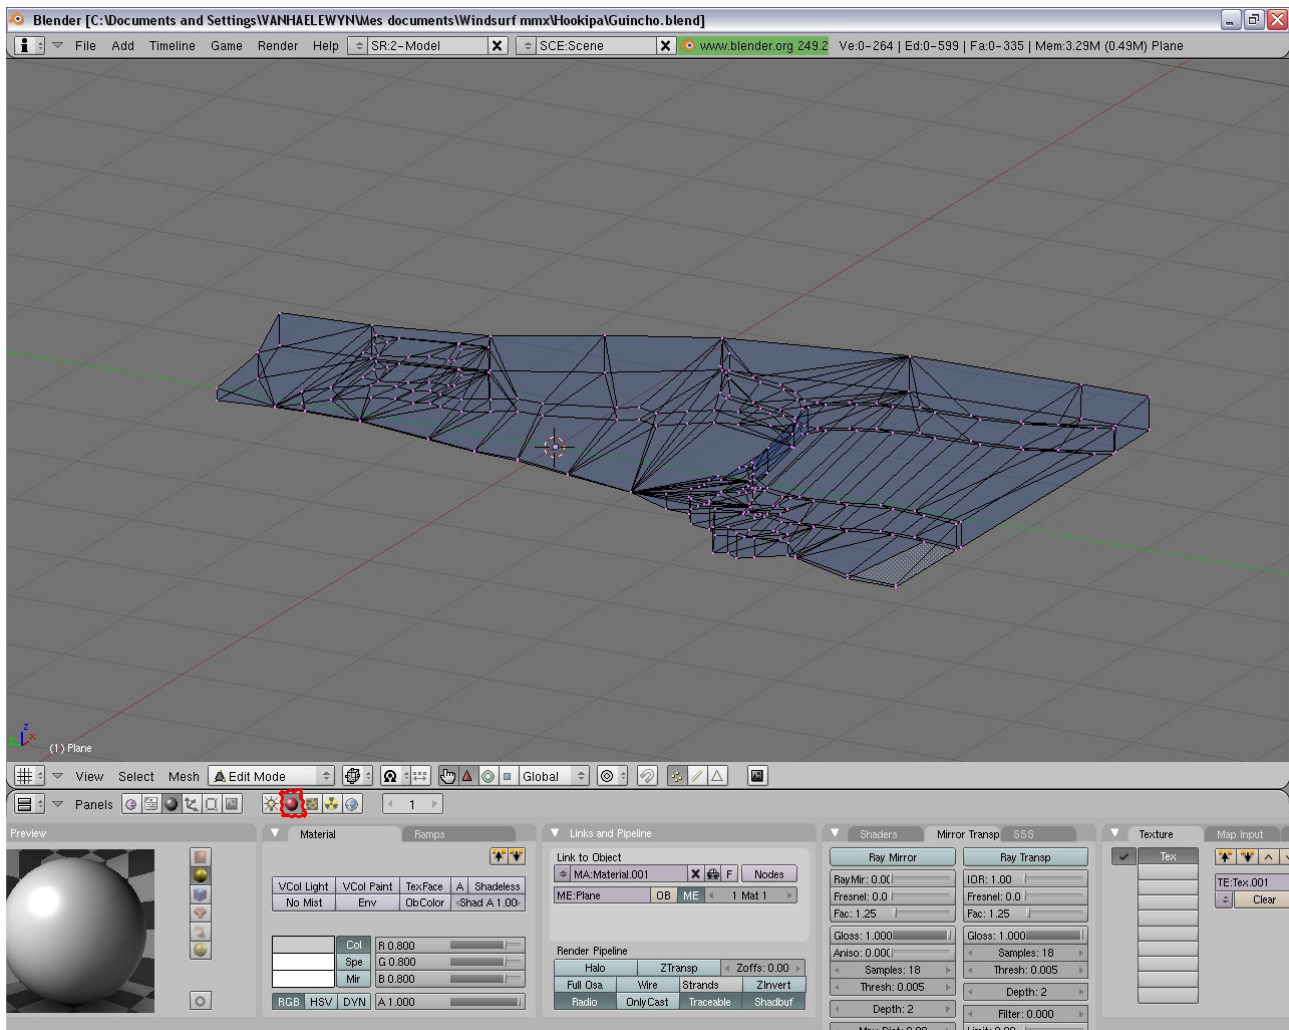 Blender [C:\Documents and Settings\VANHAELEWYN\Mes documents\Windsurf mmx\Hookipa\Guincho.blend]
File Add Timeline Game Render Help SR:2-Model SCE:Scene www.blender.org 249.2 Ve:0-264 | Ed:0-599 | Fa:0-335 | Mem:3.29M (0.49M) Plane
z
x
(1) Plane
View Select Mesh Edit Mode Global
Panels 1
Preview
Material Ramps
VCol Light VCol Paint TexFace A Shadeless
No Mist Env ObColor Shad A 1.00
Col R 0.800
Spe G 0.800
Mir B 0.800
RGB HSV DYN A 1.000
Links and Pipeline
Link to Object
MA:Material.001 F Nodes
ME:Plane OB ME 1 Mat 1
Render Pipeline
Halo ZTransp Zoffs: 0.00
Full Osa Wire Strands ZInvert
Radio OnlyCast Traceable Shadbuf
Shaders Mirror Transp SSS
Ray Mirror Ray Transp
RayMir: 0.0( IOR: 1.00
Fresnel: 0.0 Fresnel: 0.0
Fac: 1.25 Fac: 1.25
Gloss: 1.000 Gloss: 1.000
Aniso: 0.00( Samples: 18
Samples: 18 Thresh: 0.005
Thresh: 0.005 Depth: 2
Depth: 2 Filter: 0.000
Max Dist: 0.00 Limit: 0.00
Texture Map Input
Tex
TE:Tex.001
Clear